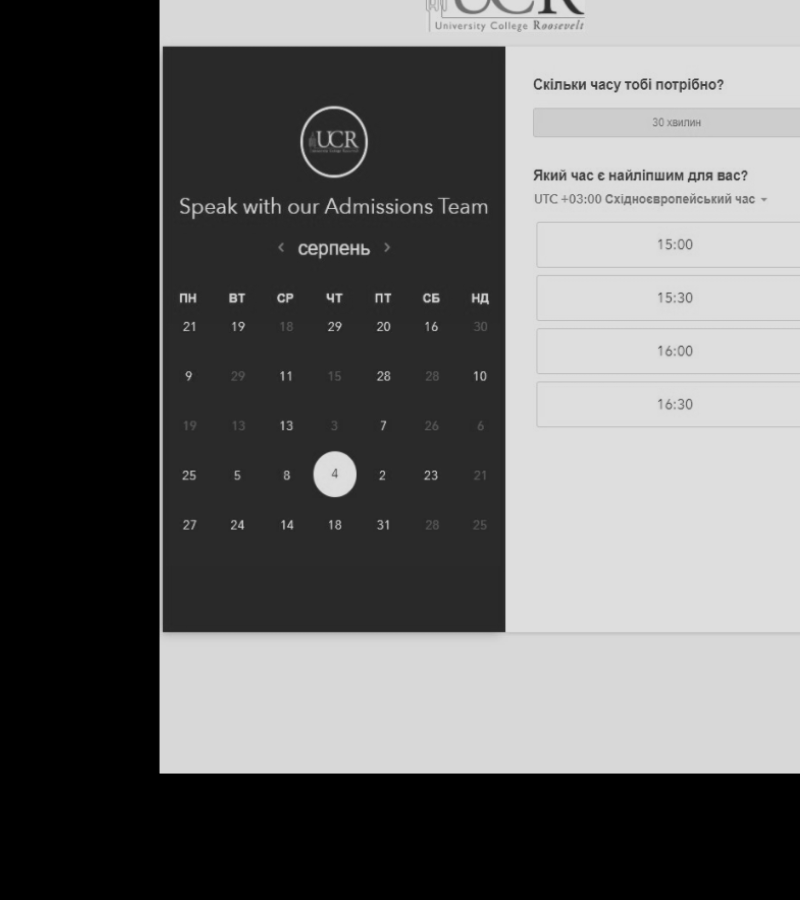 UCR
University College Roosevelt
UCR
Speak with our Admissions Team
< серпень >
ПН ВТ СР ЧТ ПТ СБ НД
21 19 18 29 20 16 30
9 29 11 15 28 28 10
19 13 13 3 7 26 6
25 5 8 4 2 23 21
27 24 14 18 31 28 25
Скільки часу тобі потрібно?
30 хвилин
Який час є найліпшим для вас?
UTC +03:00 Східноєвропейський час
15:00
15:30
16:00
16:30